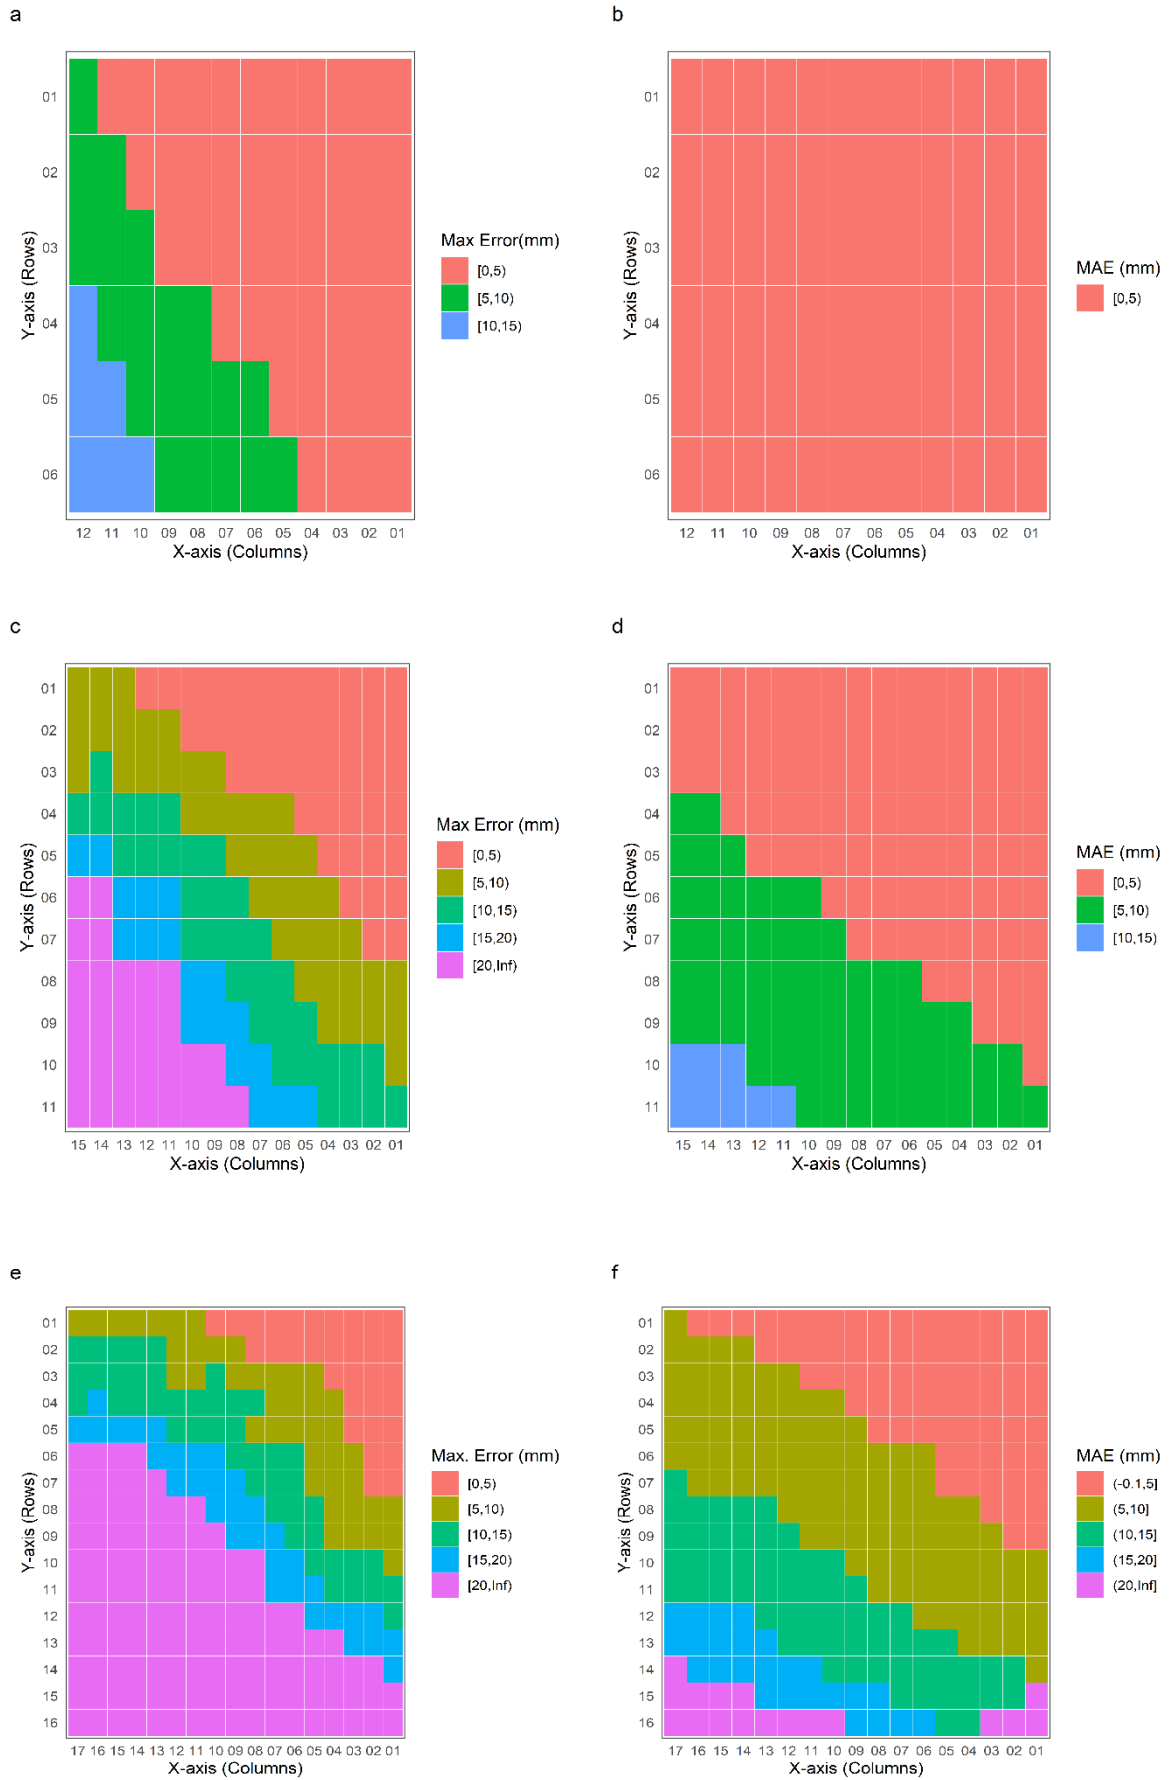 a
01
02
03
04
05
06
Y-axis (Rows)
12 11 10 09 08 07 06 05 04 03 02 01
X-axis (Columns)
Max Error(mm)
[0,5)
[5,10)
[10,15)
b
01
02
03
04
05
06
Y-axis (Rows)
12 11 10 09 08 07 06 05 04 03 02 01
X-axis (Columns)
MAE (mm)
[0,5)
c
01
02
03
04
05
06
07
08
09
10
11
Y-axis (Rows)
15 14 13 12 11 10 09 08 07 06 05 04 03 02 01
X-axis (Columns)
Max Error (mm)
[0,5)
[5,10)
[10,15)
[15,20)
[20,Inf)
d
01
02
03
04
05
06
07
08
09
10
11
Y-axis (Rows)
15 14 13 12 11 10 09 08 07 06 05 04 03 02 01
X-axis (Columns)
MAE (mm)
[0,5)
[5,10)
[10,15)
e
01
02
03
04
05
06
07
08
09
10
11
12
13
14
15
16
Y-axis (Rows)
17 16 15 14 13 12 11 10 09 08 07 06 05 04 03 02 01
X-axis (Columns)
Max. Error (mm)
[0,5)
[5,10)
[10,15)
[15,20)
[20,Inf)
f
01
02
03
04
05
06
07
08
09
10
11
12
13
14
15
16
Y-axis (Rows)
17 16 15 14 13 12 11 10 09 08 07 06 05 04 03 02 01
X-axis (Columns)
MAE (mm)
(-0.1,5]
(5,10]
(10,15]
(15,20]
(20,Inf]